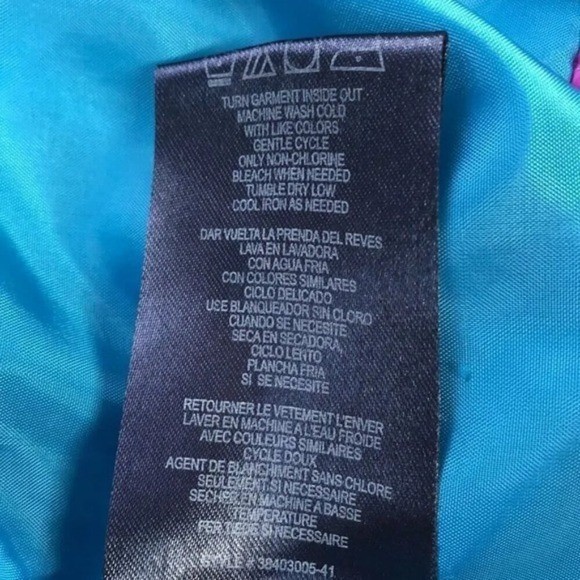 TURN GARMENT INSIDE OUT
MACHINE WASH COLD
WITH LIKE COLORS
GENTLE CYCLE
ONLY NON-CHLORINE
BLEACH WHEN NEEDED
TUMBLE DRY LOW
COOL IRON AS NEEDED
DAR VUELTA LA PRENDA DEL REVES
LAVA EN LAVADORA
CON AGUA FRIA
CON COLORES SIMILARES
CICLO DELICADO
USE BLANQUEADOR SIN CLORO
CUANDO SE NECESITE
SECA EN SECADORA,
CICLO LENTO
PLANCHA FRIA
SI SE NECESITE
RETOURNER LE VETEMENT L'ENVER
LAVER EN MACHINE A L'EAU FROIDE
AVEC COULEURS SIMILAIRES
CYCLE DOUX
AGENT DE BLANCHIMENT SANS CHLORE
SEULEMENT SI NECESSAIRE
SECHER EN MACHINE A BASSE
TEMPERATURE
FER TIEDE SI NECESSAIRE
STYLE # 38403005-41